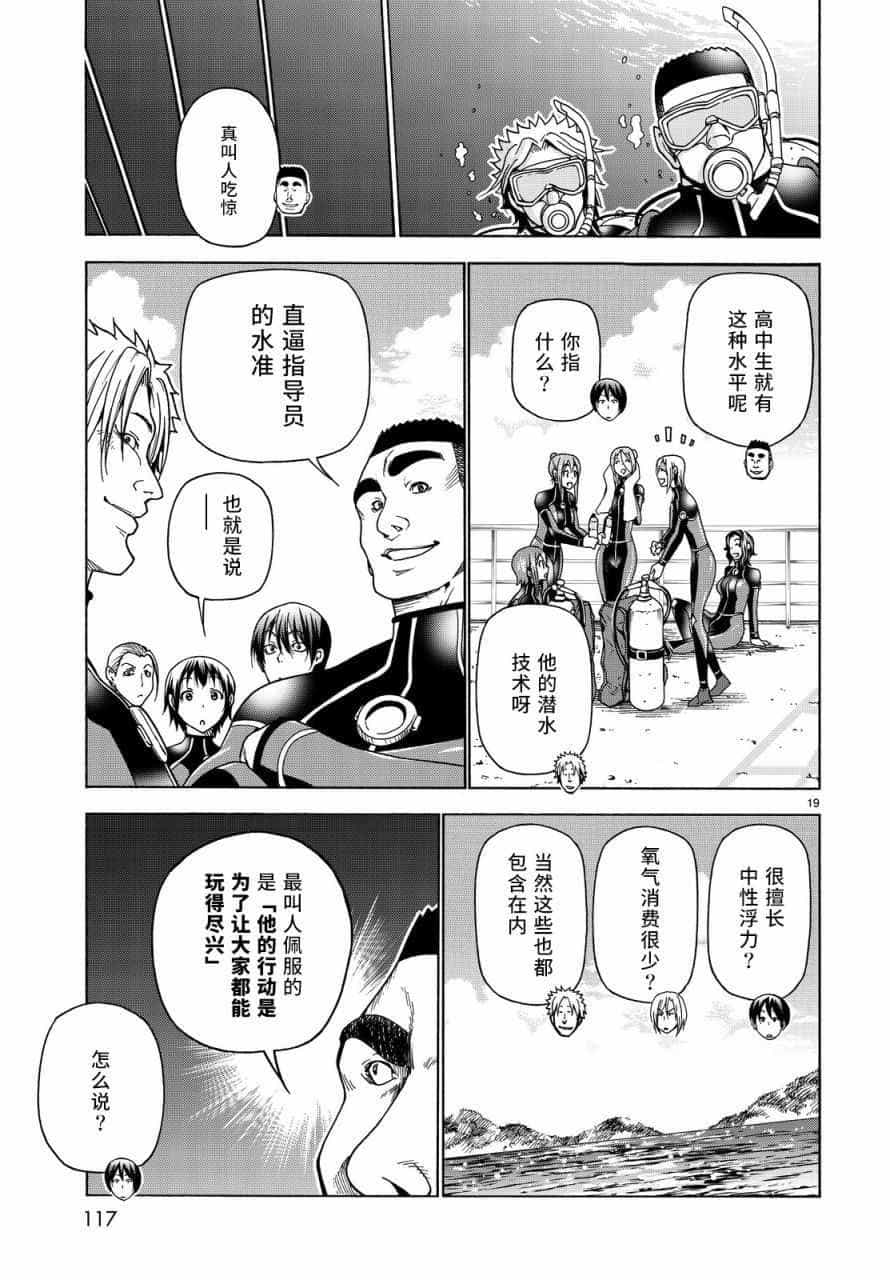 真叫人吃惊
高中生就有
这种水平呢
你指
什么？
他的潜水
技术呀
直逼指导员
的水准
也就是说
——
19
很擅长
中性浮力？
氧气消费
很少？
当然这些也都
包含在内
最叫人佩服的
是「他的行动是
为了让大家都能
玩得尽兴」
怎么说？
117